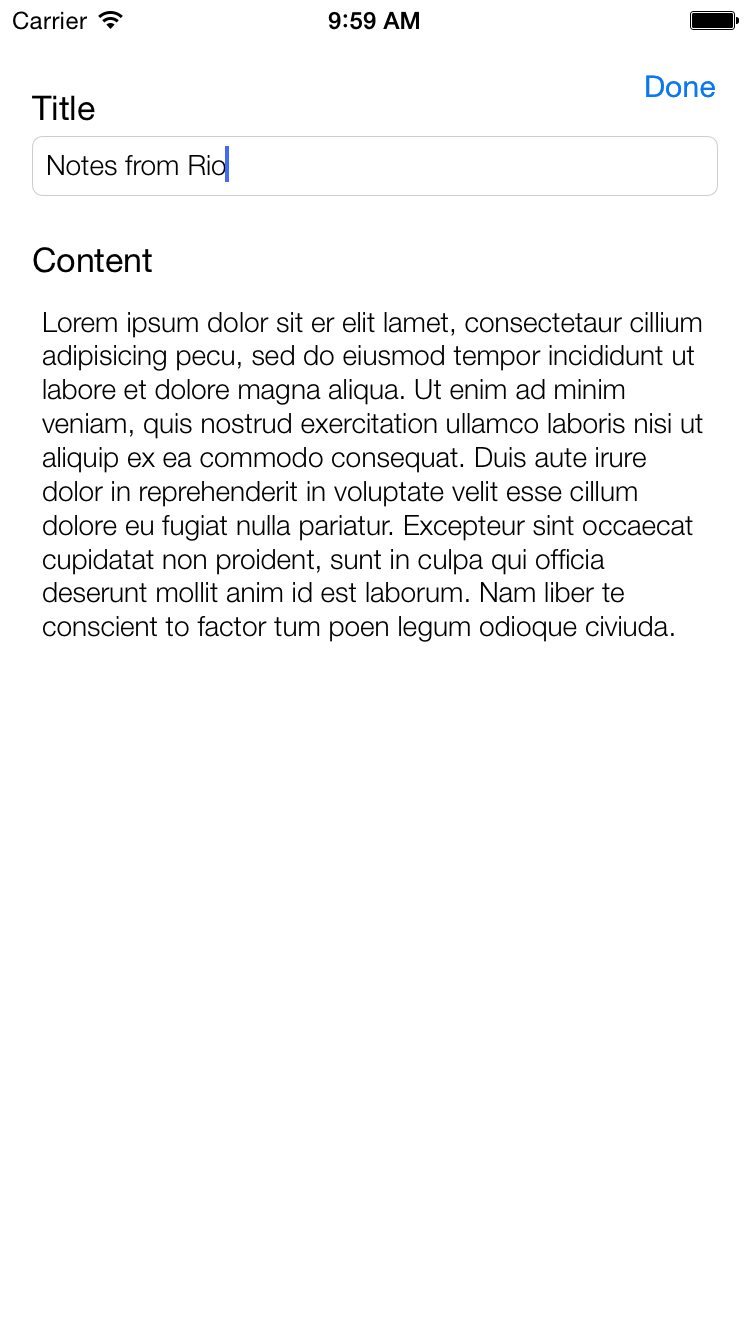 Carrier 9:59 AM
Done
Title
Notes from Rio
Content
Lorem ipsum dolor sit er elit lamet, consectetaur cillium
adipisicing pecu, sed do eiusmod tempor incididunt ut
labore et dolore magna aliqua. Ut enim ad minim
veniam, quis nostrud exercitation ullamco laboris nisi ut
aliquip ex ea commodo consequat. Duis aute irure
dolor in reprehenderit in voluptate velit esse cillum
dolore eu fugiat nulla pariatur. Excepteur sint occaecat
cupidatat non proident, sunt in culpa qui officia
deserunt mollit anim id est laborum. Nam liber te
conscient to factor tum poen legum odioque civiuda.